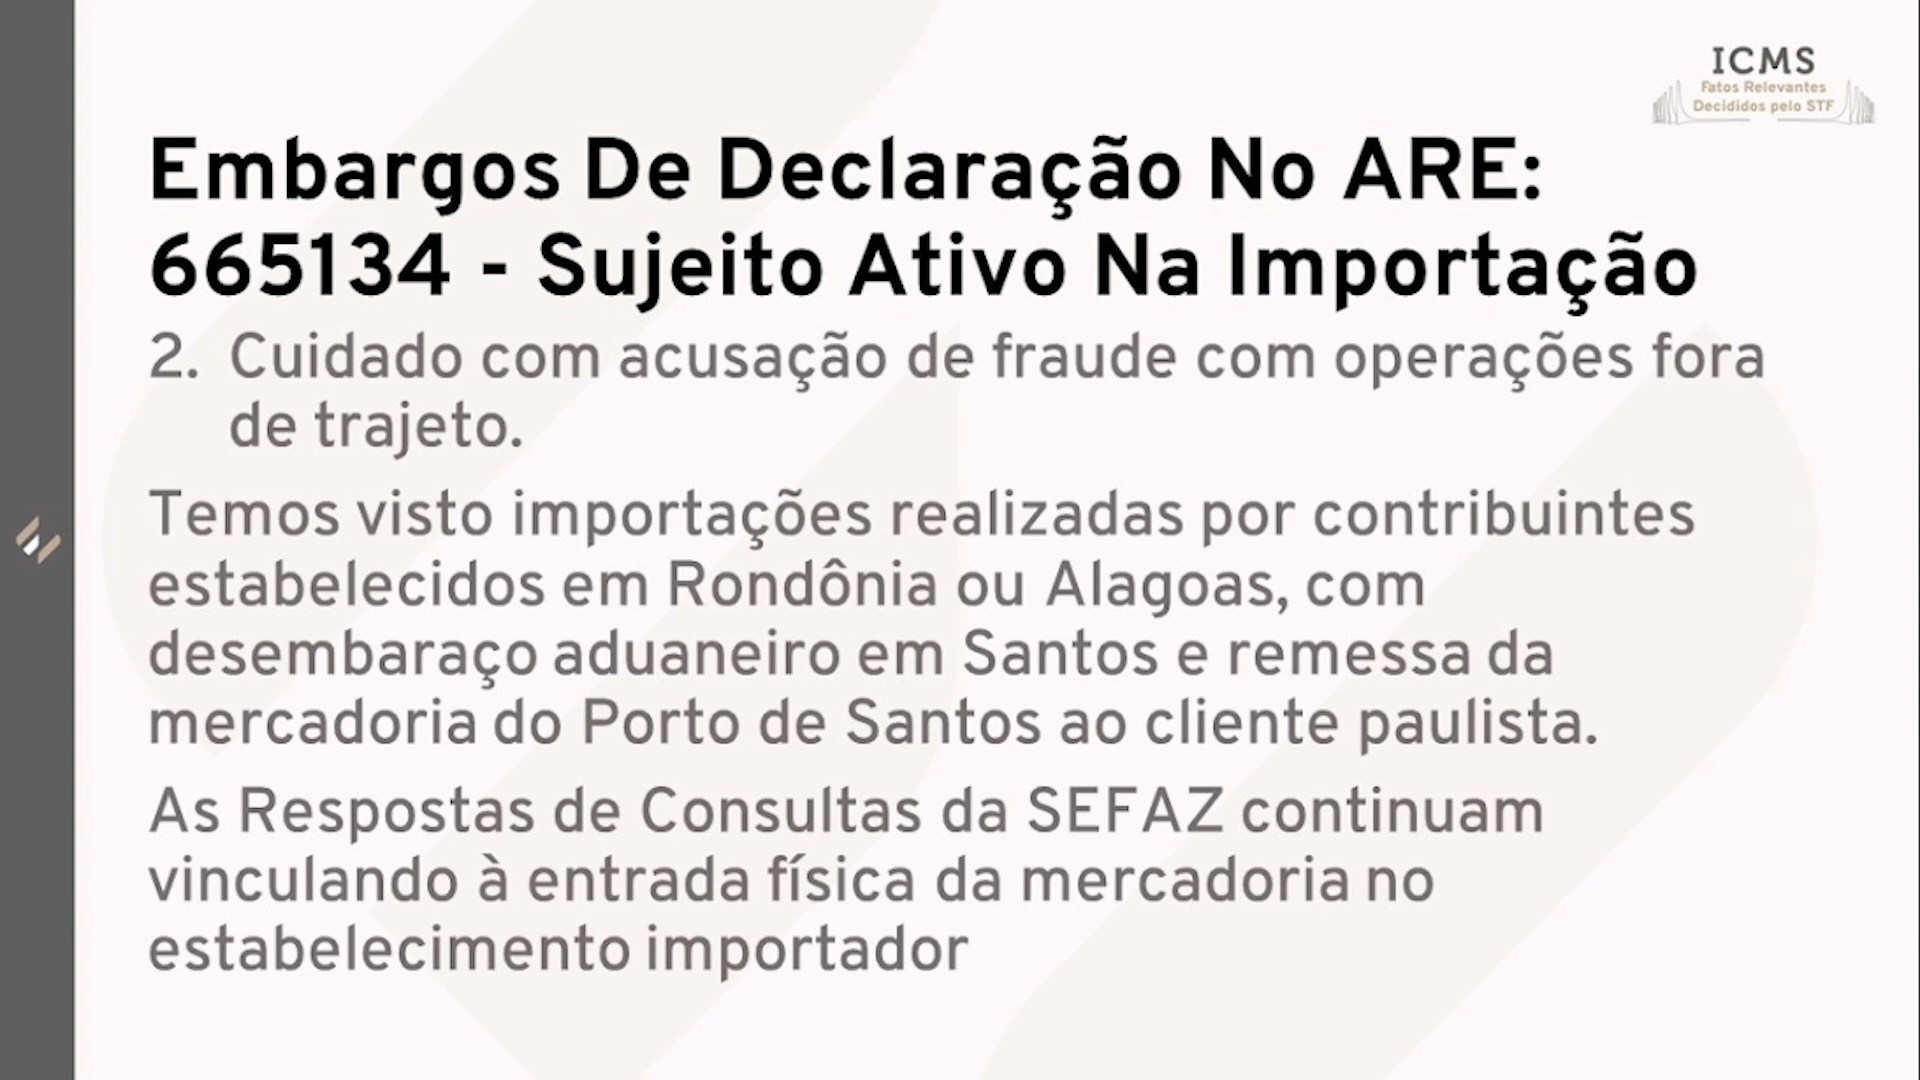 ICMS
Fatos Relevantes
Decididos pelo STF
Embargos De Declaração No ARE:
665134 - Sujeito Ativo Na Importação
2. Cuidado com acusação de fraude com operações fora
de trajeto.
Temos visto importações realizadas por contribuintes
estabelecidos em Rondônia ou Alagoas, com
desembaraço aduaneiro em Santos e remessa da
mercadoria do Porto de Santos ao cliente paulista.
As Respostas de Consultas da SEFAZ continuam
vinculando à entrada física da mercadoria no
estabelecimento importador